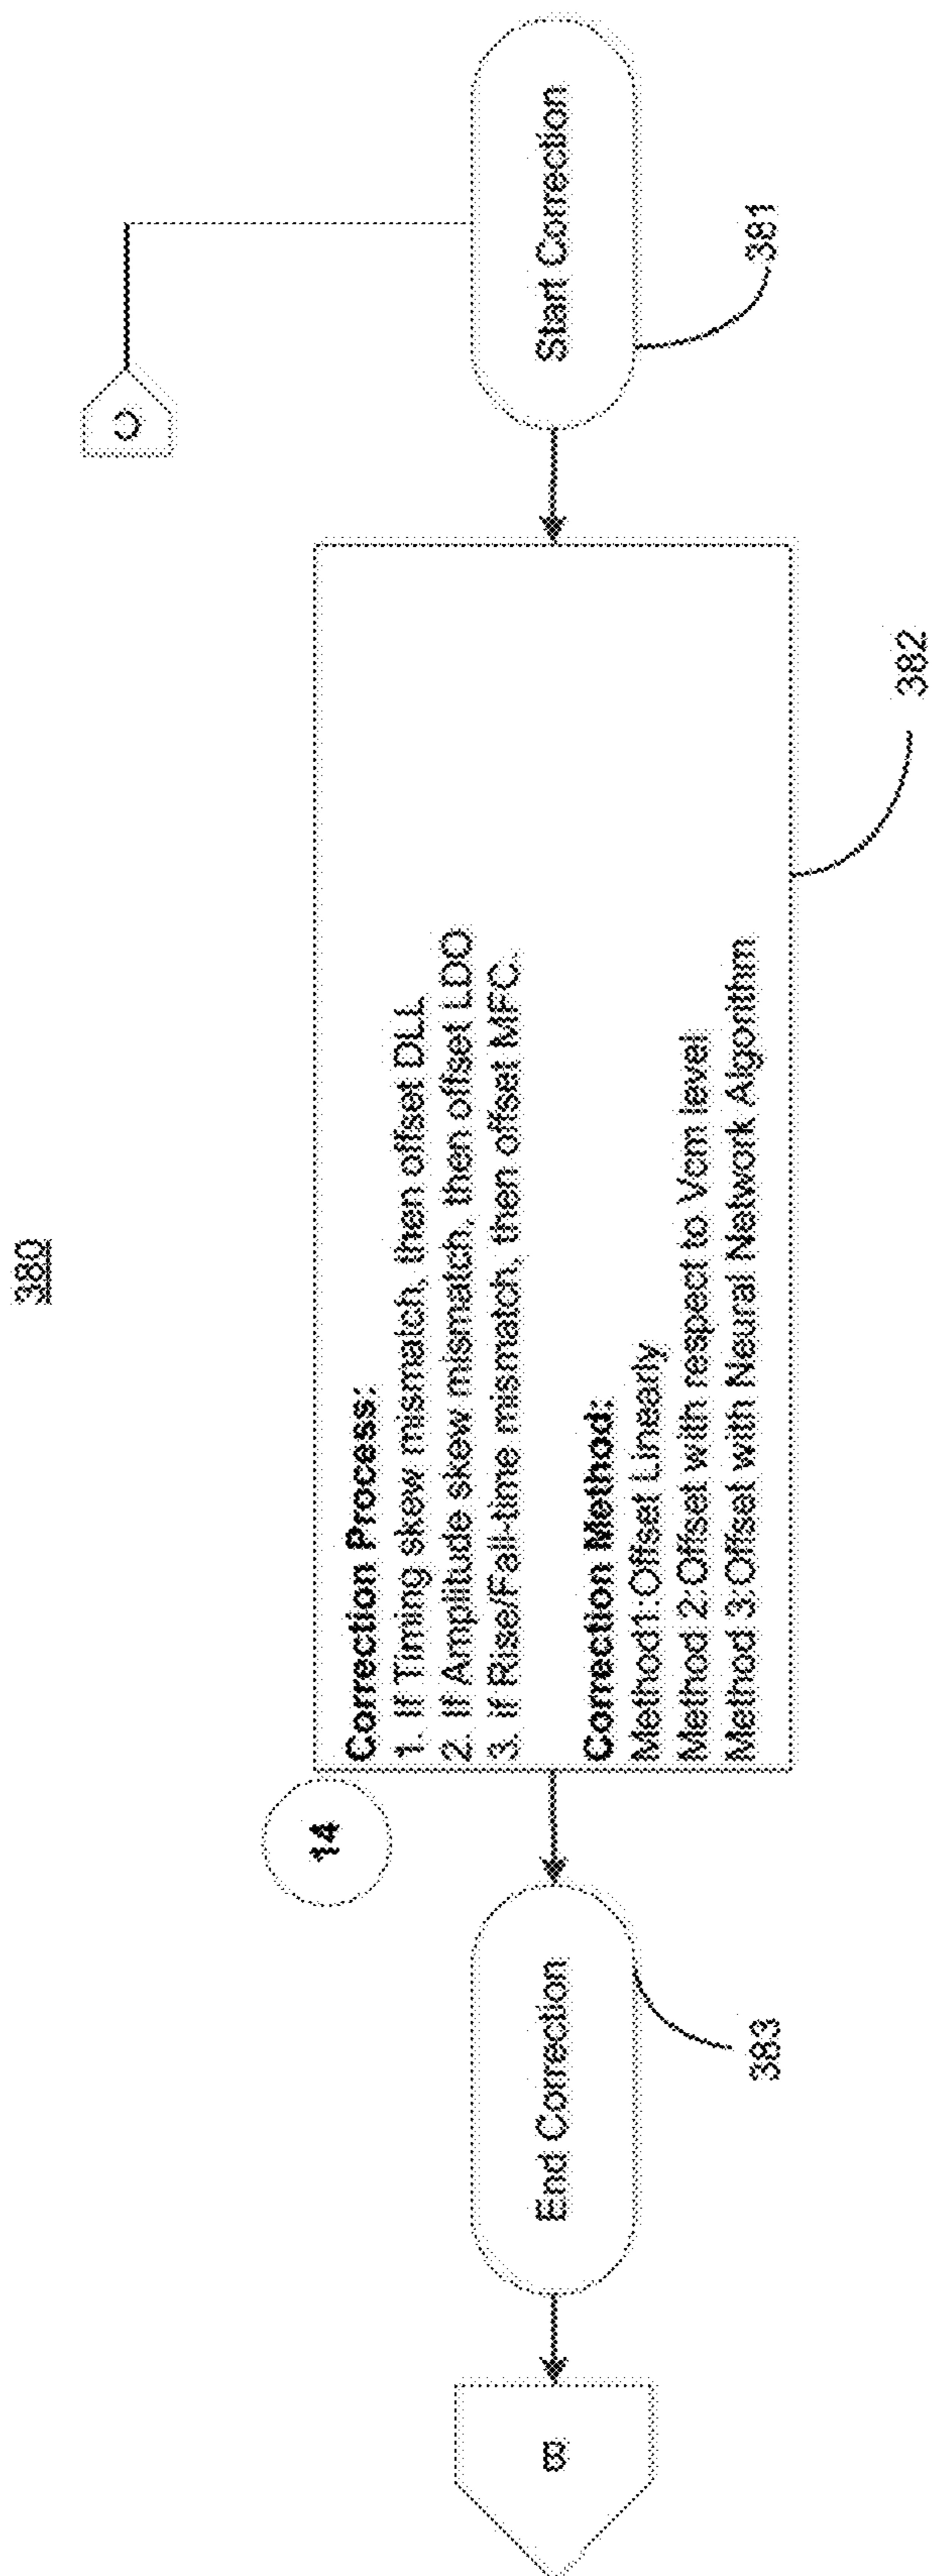 380
C
Start Correction
381
Correction Process:
1. If Timing skew mismatch, then offset DLL
2. If Amplitude skew mismatch, then offset LDO
3. If Rise/Fall-time mismatch, then offset MFC.
Correction Method:
Method1:Offset Linearly
Method 2:Offset with respect to Vcm level
Method 3:Offset with Neural Network Algorithm
382
14
End Correction
383
B